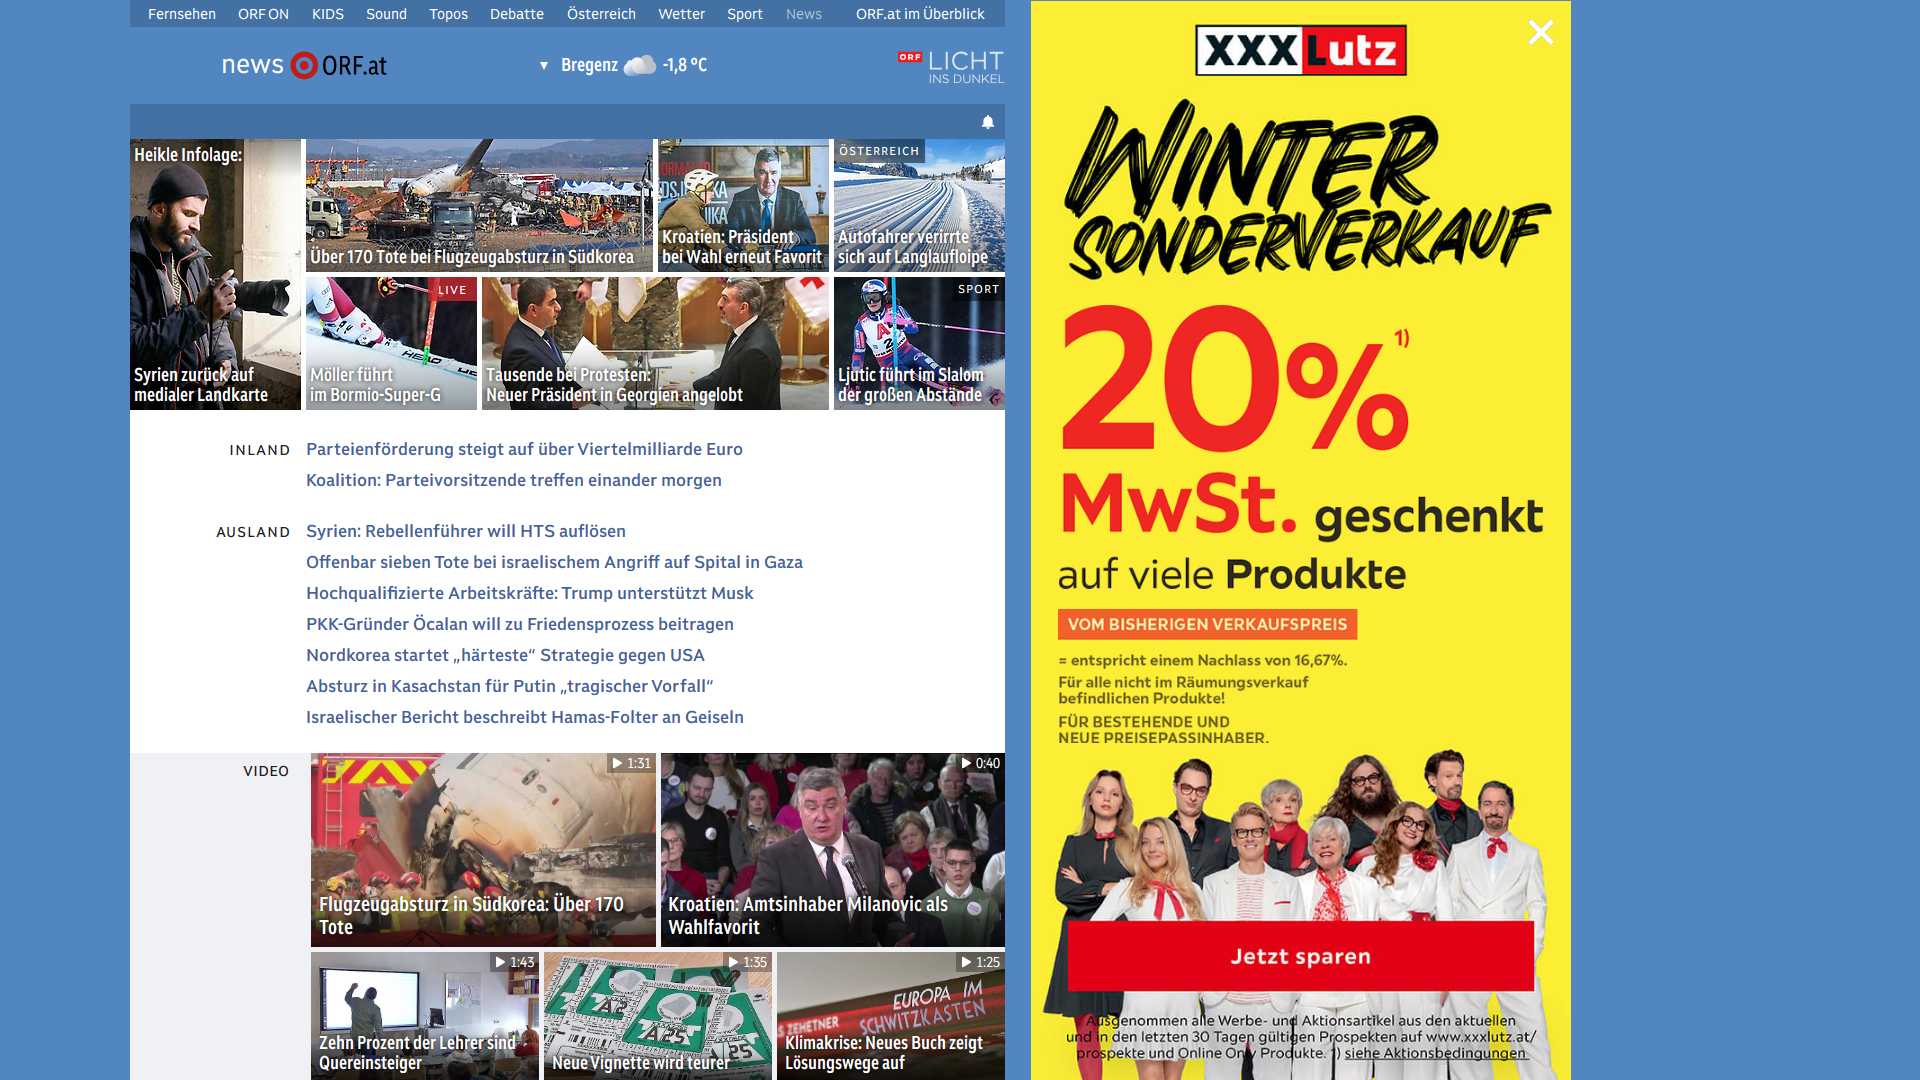 Fernsehen ORF ON KIDS Sound Topos Debatte Österreich Wetter Sport News ORF.at im Überblick
news ORF.at
Bregenz -1,8 °C
ORF LICHT
INS DUNKEL
Heikle Infolage:
Syrien zurück auf
medialer Landkarte
Über 170 Tote bei Flugzeugabsturz in Südkorea
Kroatien: Präsident
bei Wahl erneut Favorit
ÖSTERREICH
Autofahrer verirrte
sich auf Langlaufloipe
LIVE
HEAD
Möller führt
im Bormio-Super-G
Tausende bei Protesten:
Neuer Präsident in Georgien angelobt
SPORT
Ljutic führt im Slalom
der großen Abstände
INLAND
Parteienförderung steigt auf über Viertelmilliarde Euro
Koalition: Parteivorsitzende treffen einander morgen
AUSLAND
Syrien: Rebellenführer will HTS auflösen
Offenbar sieben Tote bei israelischem Angriff auf Spital in Gaza
Hochqualifizierte Arbeitskräfte: Trump unterstützt Musk
PKK-Gründer Öcalan will zu Friedensprozess beitragen
Nordkorea startet „härteste“ Strategie gegen USA
Absturz in Kasachstan für Putin „tragischer Vorfall“
Israelischer Bericht beschreibt Hamas-Folter an Geiseln
VIDEO
1:31
Flugzeugabsturz in Südkorea: Über 170
Tote
0:40
Kroatien: Amtsinhaber Milanovic als
Wahlfavorit
1:43
Zehn Prozent der Lehrer sind
Quereinsteiger
1:35
A2
A25
M
Neue Vignette wird teurer
1:25
EUROPA IM
SCHWITZKASTEN
ZEHETNER
Klimakrise: Neues Buch zeigt
Lösungswege auf
XXXLutz
WINTER
SONDERVERKAUF
20% 1)
MwSt. geschenkt
auf viele Produkte
VOM BISHERIGEN VERKAUFSPREIS
= entspricht einem Nachlass von 16,67%.
Für alle nicht im Räumungsverkauf
befindlichen Produkte!
FÜR BESTEHENDE UND
NEUE PREISEPASSINHABER.
Jetzt sparen
Ausgenommen alle Werbe- und Aktionsartikel aus den aktuellen
und in den letzten 30 Tagen gültigen Prospekten auf www.xxxlutz.at/
prospekte und Online Only Produkte. 1) siehe Aktionsbedingungen